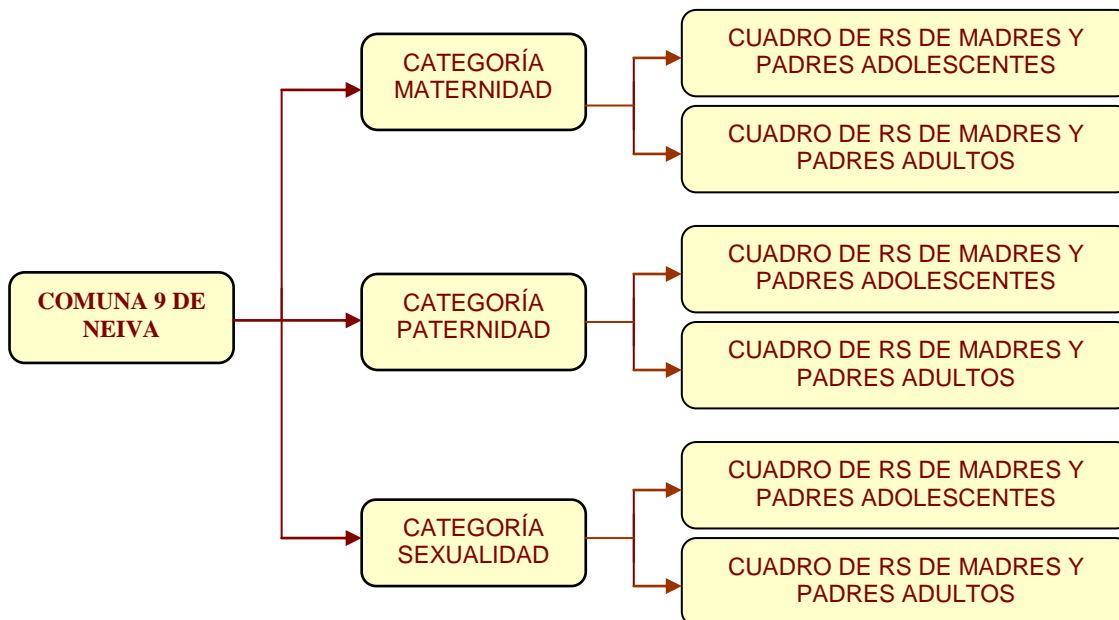 COMUNA 9 DE
NEIVA
CATEGORÍA
MATERNIDAD
CUADRO DE RS DE MADRES Y
PADRES ADOLESCENTES
CUADRO DE RS DE MADRES Y
PADRES ADULTOS
CATEGORÍA
PATERNIDAD
CUADRO DE RS DE MADRES Y
PADRES ADOLESCENTES
CUADRO DE RS DE MADRES Y
PADRES ADULTOS
CATEGORÍA
SEXUALIDAD
CUADRO DE RS DE MADRES Y
PADRES ADOLESCENTES
CUADRO DE RS DE MADRES Y
PADRES ADULTOS